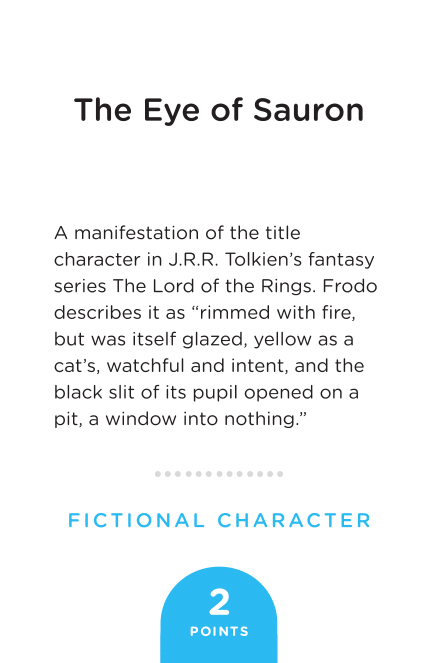 The Eye of Sauron
A manifestation of the title
character in J.R.R. Tolkien’s fantasy
series The Lord of the Rings. Frodo
describes it as “rimmed with fire,
but was itself glazed, yellow as a
cat’s, watchful and intent, and the
black slit of its pupil opened on a
pit, a window into nothing.”
FICTIONAL CHARACTER
2
POINTS